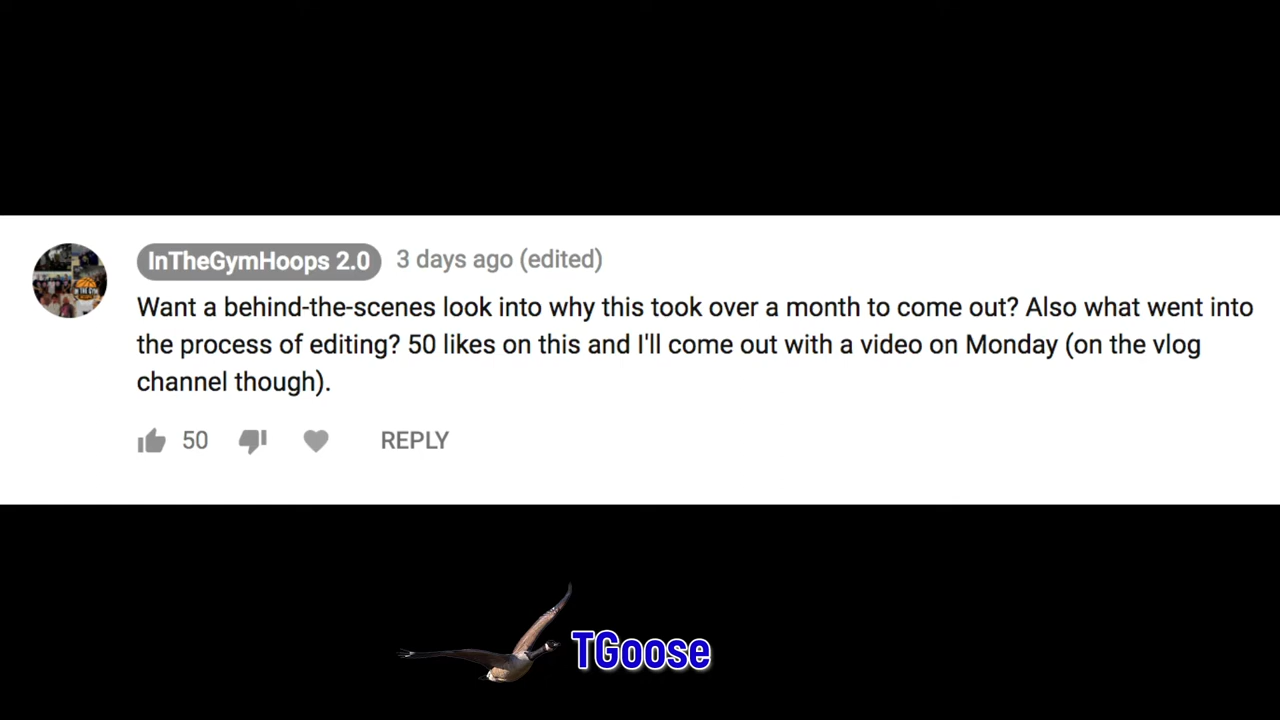 InTheGymHoops 2.0 3 days ago (edited)
Want a behind-the-scenes look into why this took over a month to come out? Also what went into
the process of editing? 50 likes on this and I'll come out with a video on Monday (on the vlog
channel though).
50 REPLY
TGoose